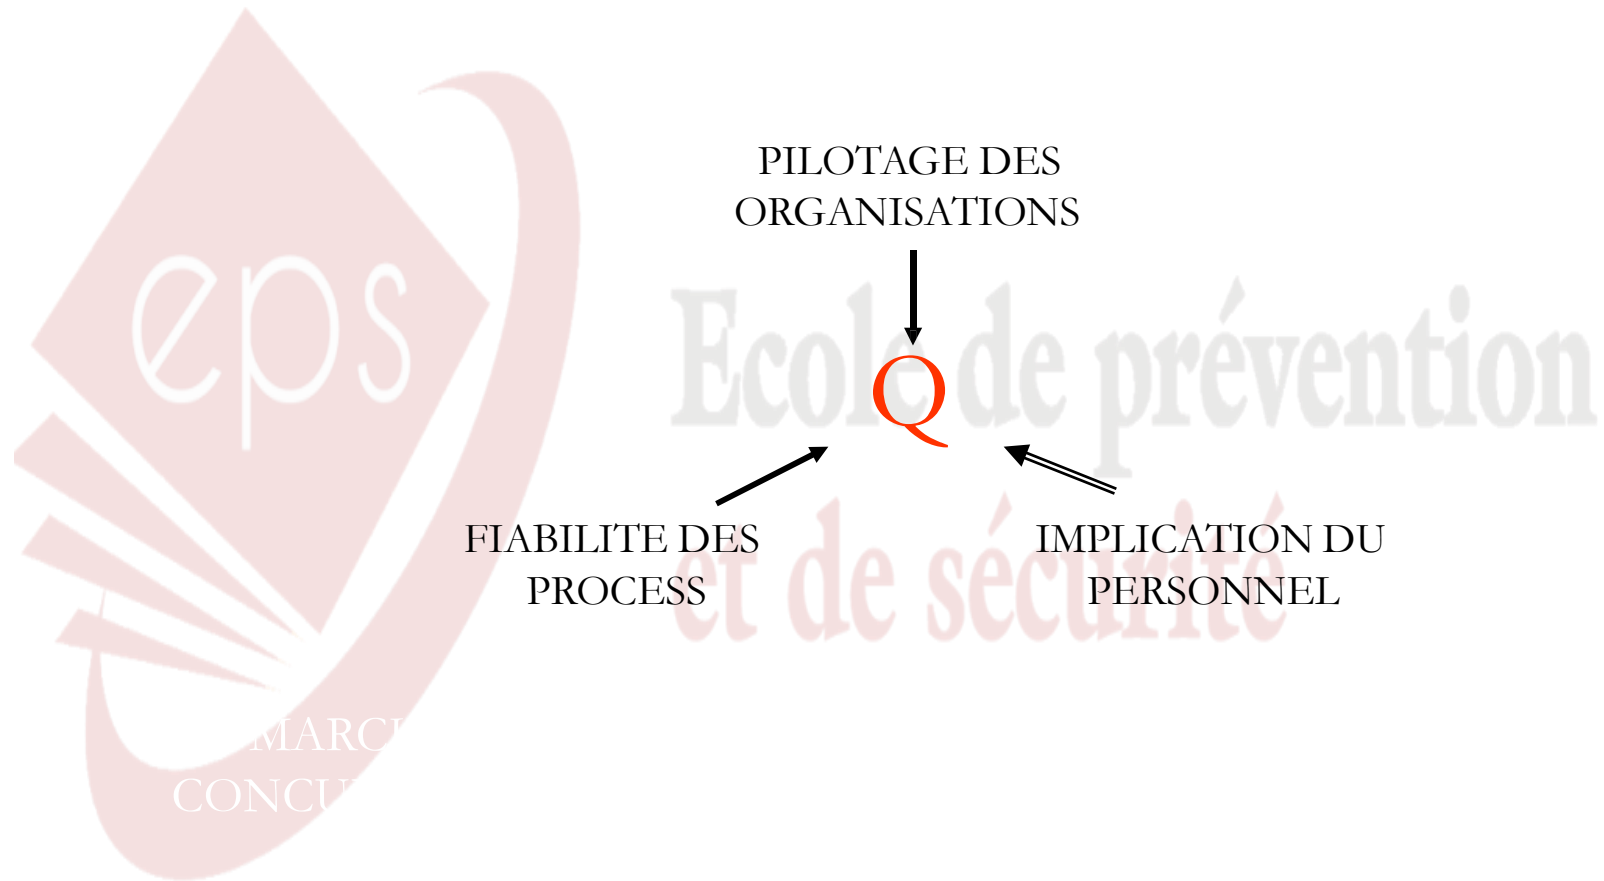 PILOTAGE DES
ORGANISATIONS
eps
Ecole de prévention
Q
FIABILITE DES
PROCESS
IMPLICATION DU
PERSONNEL
et de sécurité